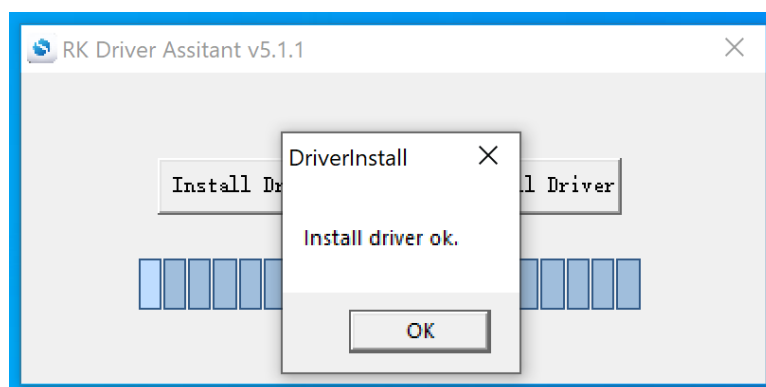 RK Driver Assitant v5.1.1
DriverInstall
Install Dr
ll Driver
Install driver ok.
OK